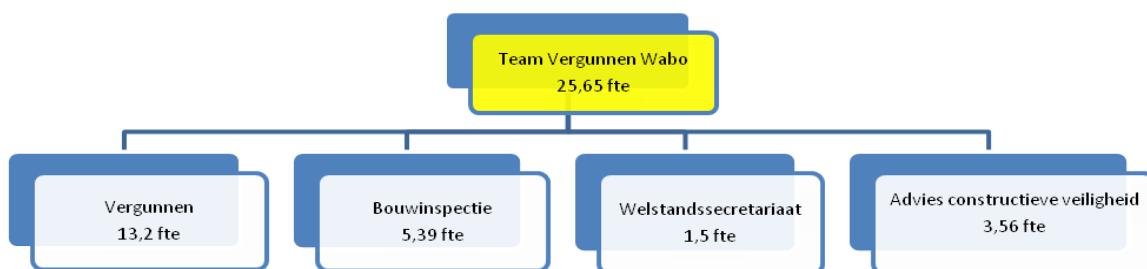 Team Vergunnen Wabo
25,65 fte
Vergunnen
13,2 fte
Bouwinspectie
5,39 fte
Welstandssecretariaat
1,5 fte
Advies constructieve veiligheid
3,56 fte